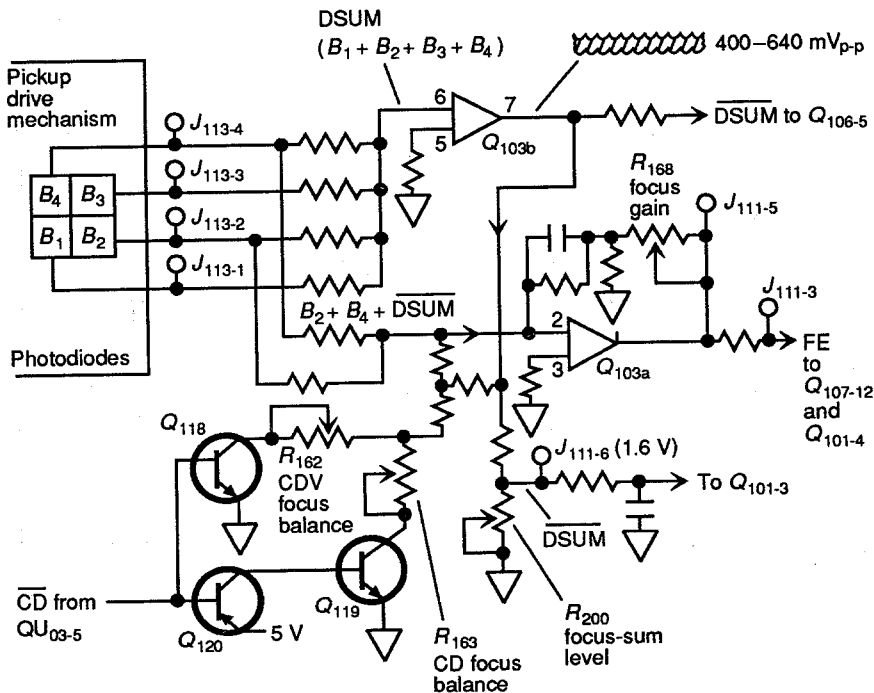 DSUM
(B₁ + B₂ + B₃ + B₄)
400–640 mVp-p
Pickup
drive
mechanism
J113-4
J113-3
J113-2
J113-1
B₄
B₃
B₁
B₂
6
7
5
Q103b
D̅S̅U̅M̅ to Q106-5
R168
focus
gain
J111-5
J111-3
B₂ + B₄ + D̅S̅U̅M̅
2
3
Q103a
Photodiodes
FE
to
Q107-12
and
Q101-4
Q118
R162
CDV
focus
balance
J111-6 (1.6 V)
To Q101-3
D̅S̅U̅M̅
C̅D̅ from
QU03-5
Q120
5 V
Q119
R163
CD focus
balance
R200
focus-sum
level